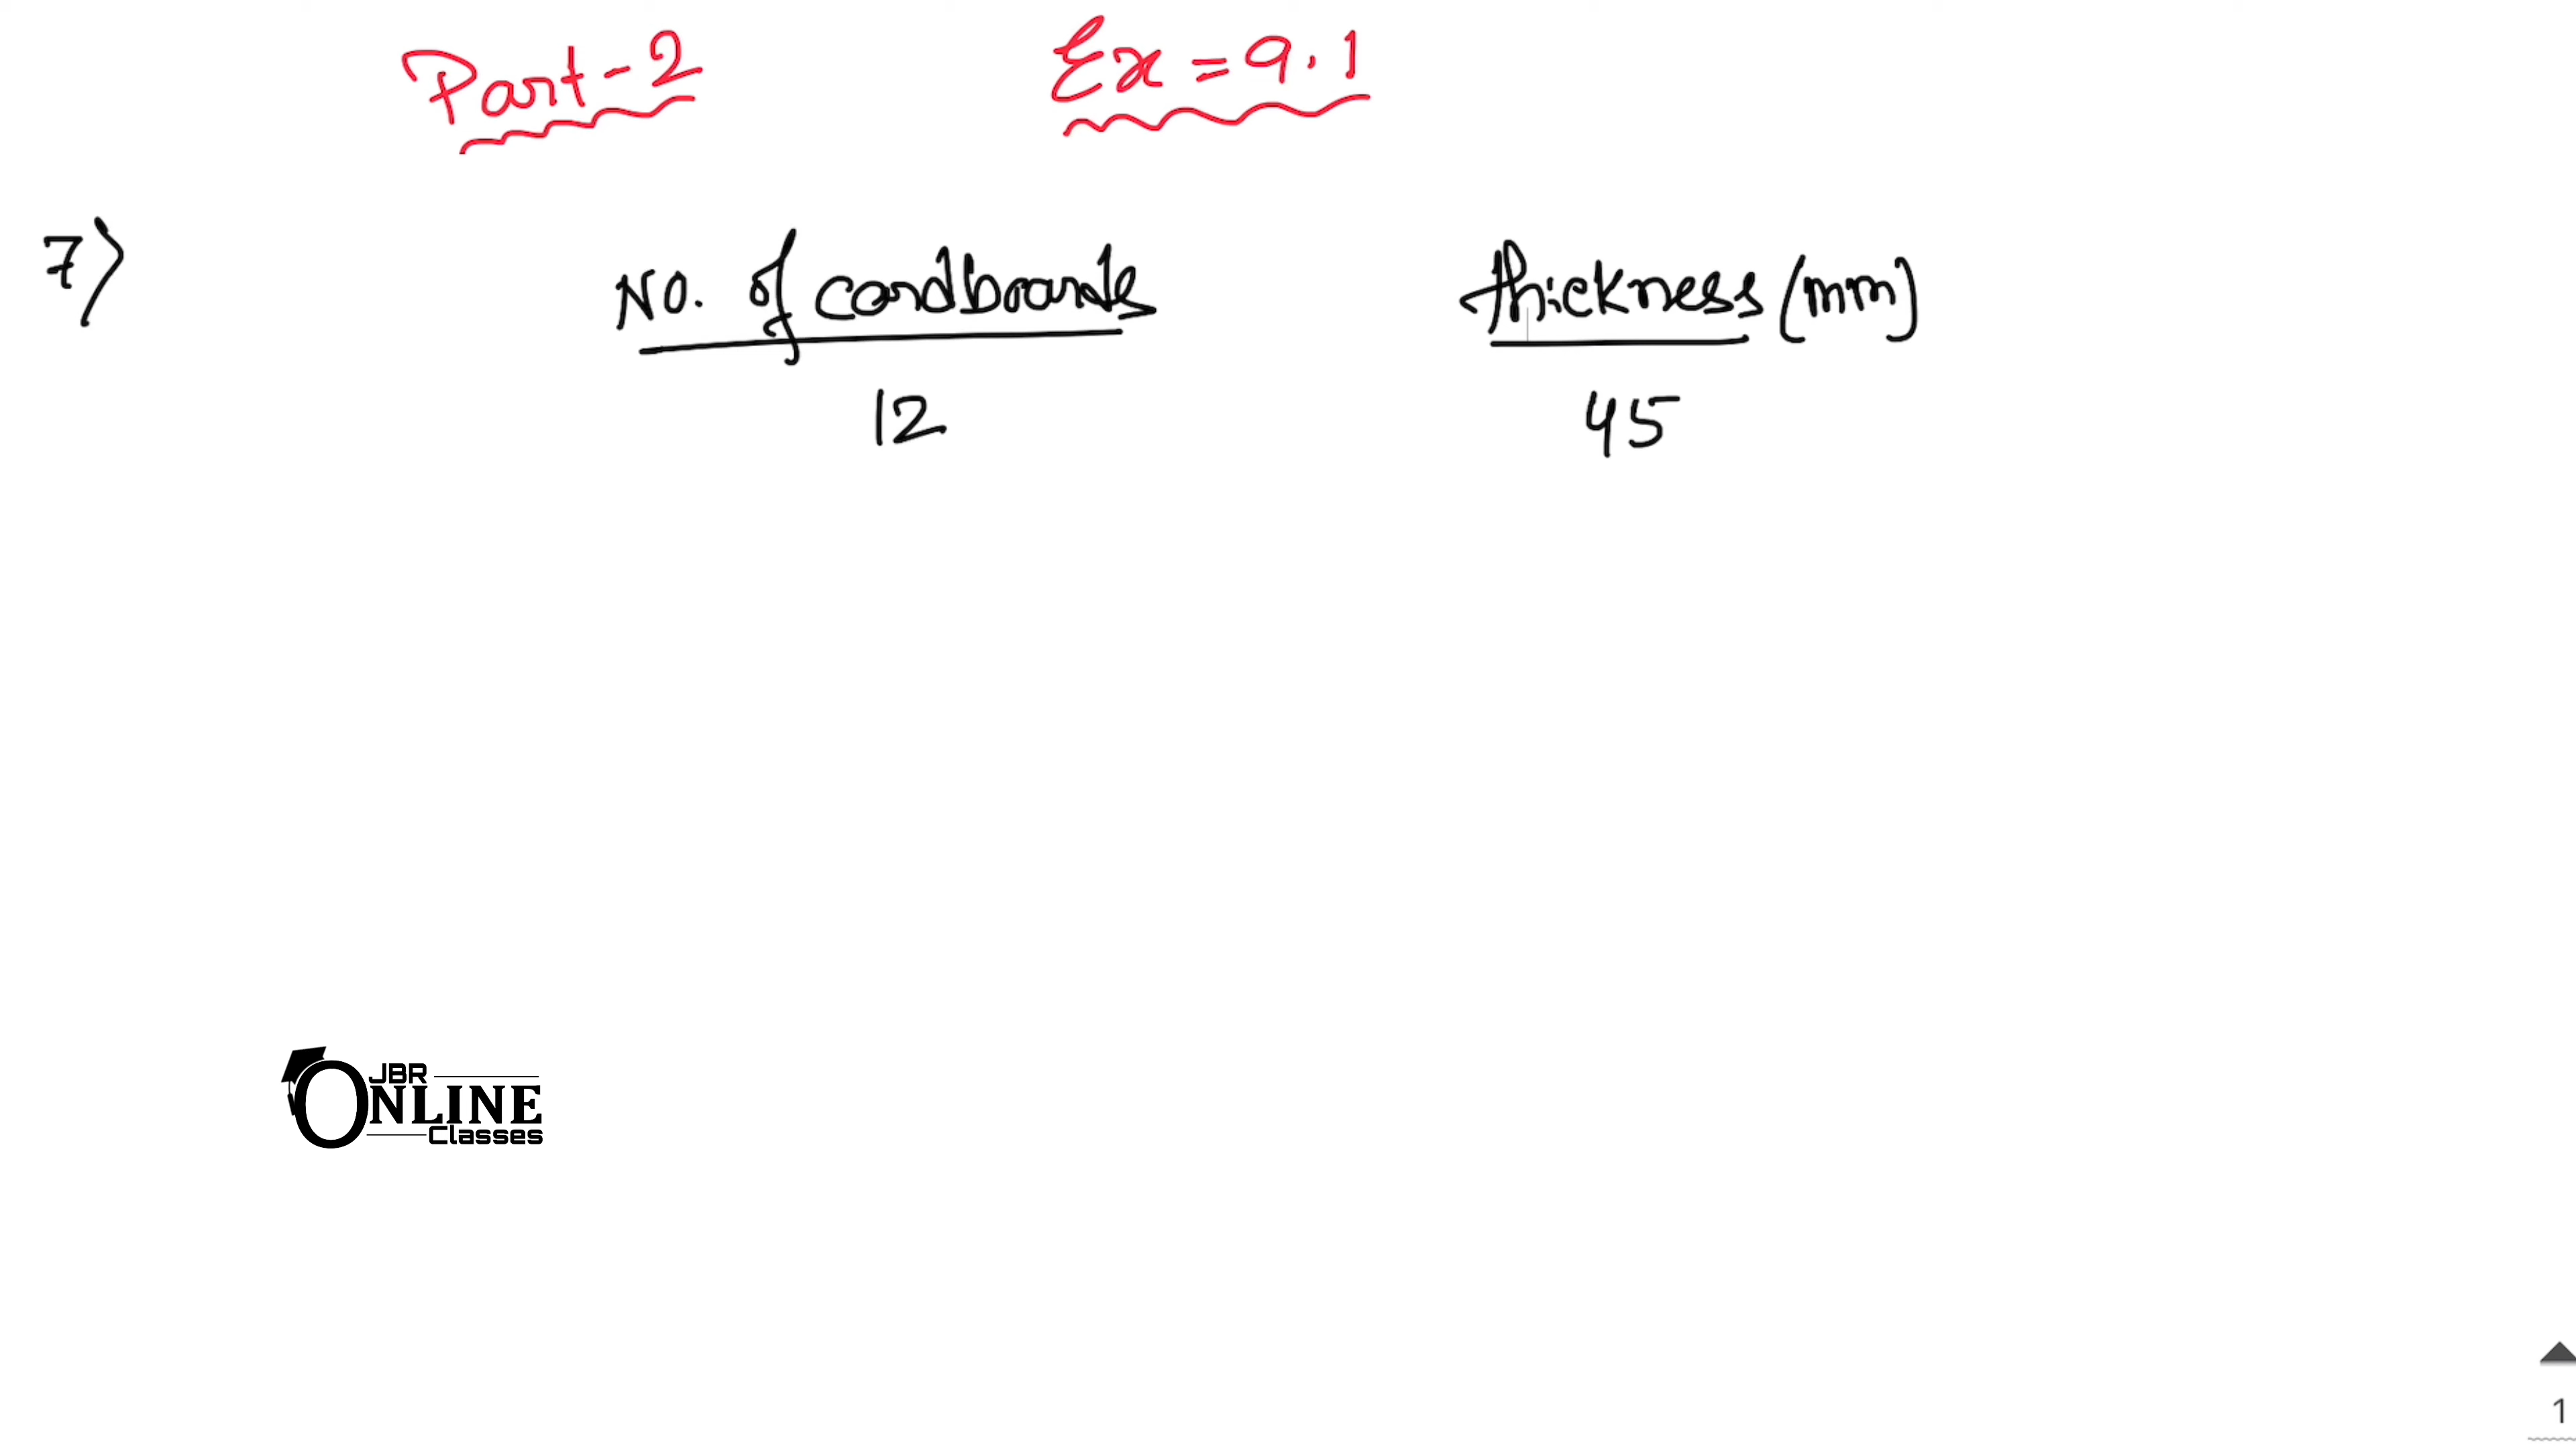 Part-2 Ex = 9.1
7) No. of cardboards thickness (mm)
12 45
JBR
ONLINE
Classes
1